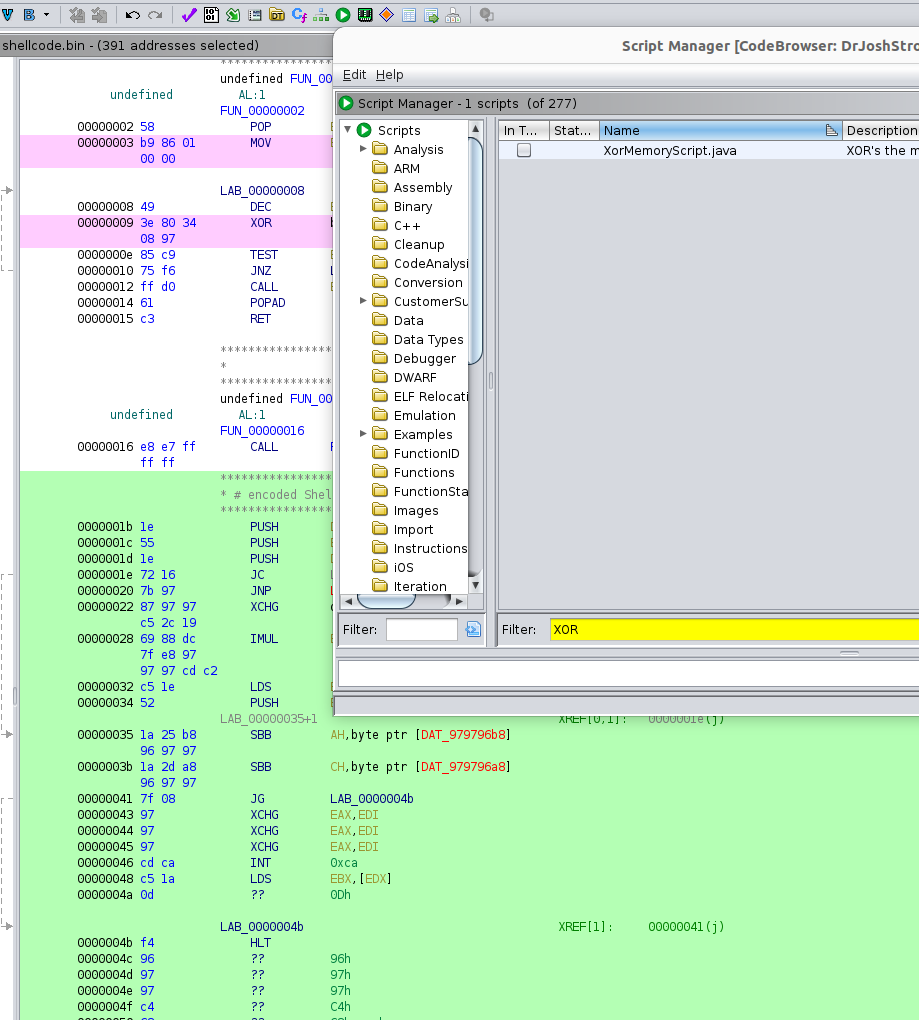 shellcode.bin - (391 addresses selected)
****************
undefined FUN_00
undefined AL:1
FUN_00000002
00000002 58 POP
00000003 b9 86 01 MOV
00 00
LAB_00000008
00000008 49 DEC
00000009 3e 80 34 XOR
08 97
0000000e 85 c9 TEST
00000010 75 f6 JNZ
00000012 ff d0 CALL
00000014 61 POPAD
00000015 c3 RET
****************
*
****************
undefined FUN_00
undefined AL:1
FUN_00000016
00000016 e8 e7 ff CALL
ff ff
****************
* # encoded Shel
****************
0000001b 1e PUSH
0000001c 55 PUSH
0000001d 1e PUSH
0000001e 72 16 JC
00000020 7b 97 JNP
00000022 87 97 97 XCHG
c5 2c 19
00000028 69 88 dc IMUL
7f e8 97
97 97 cd c2
00000032 c5 1e LDS
00000034 52 PUSH
LAB_00000035+1 XREF[0,1]: 0000001e(j)
00000035 1a 25 b8 SBB AH,byte ptr [DAT_979796b8]
96 97 97
0000003b 1a 2d a8 SBB CH,byte ptr [DAT_979796a8]
96 97 97
00000041 7f 08 JG LAB_0000004b
00000043 97 XCHG EAX,EDI
00000044 97 XCHG EAX,EDI
00000045 97 XCHG EAX,EDI
00000046 cd ca INT 0xca
00000048 c5 1a LDS EBX,[EDX]
0000004a 0d ?? 0Dh
LAB_0000004b XREF[1]: 00000041(j)
0000004b f4 HLT
0000004c 96 ?? 96h
0000004d 97 ?? 97h
0000004e 97 ?? 97h
0000004f c4 ?? C4h
Script Manager [CodeBrowser: DrJoshStro
Edit Help
Script Manager - 1 scripts (of 277)
Scripts
Analysis
ARM
Assembly
Binary
C++
Cleanup
CodeAnalysi
Conversion
CustomerSu
Data
Data Types
Debugger
DWARF
ELF Relocati
Emulation
Examples
FunctionID
Functions
FunctionSta
Images
Import
Instructions
iOS
Iteration
Filter:
In T... Stat... Name Description
XorMemoryScript.java XOR's the m
Filter: XOR